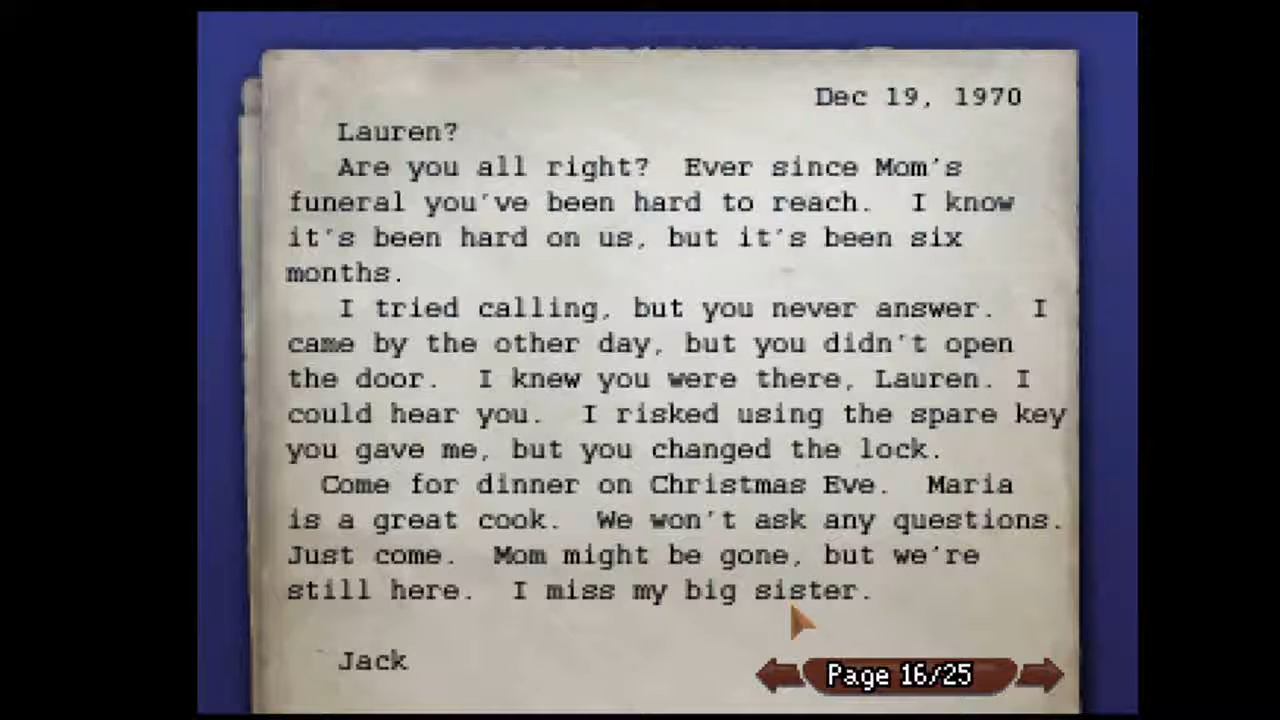 Dec 19, 1970
Lauren?
Are you all right?  Ever since Mom's
funeral you've been hard to reach.  I know
it's been hard on us, but it's been six
months.
I tried calling, but you never answer.  I
came by the other day, but you didn't open
the door.  I knew you were there, Lauren. I
could hear you.  I risked using the spare key
you gave me, but you changed the lock.
Come for dinner on Christmas Eve.  Maria
is a great cook.  We won't ask any questions.
Just come.  Mom might be gone, but we're
still here.  I miss my big sister.
Jack
Page 16/25